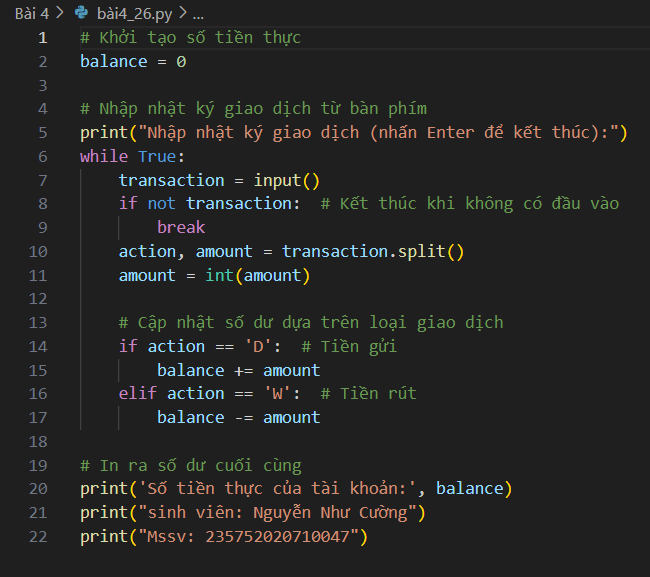 Bài 4 > bài4_26.py > ...
1 # Khởi tạo số tiền thực
2 balance = 0
3
4 # Nhập nhật ký giao dịch từ bàn phím
5 print("Nhập nhật ký giao dịch (nhấn Enter để kết thúc):")
6 while True:
7     transaction = input()
8     if not transaction:  # Kết thúc khi không có đầu vào
9         break
10     action, amount = transaction.split()
11     amount = int(amount)
12
13     # Cập nhật số dư dựa trên loại giao dịch
14     if action == 'D':  # Tiền gửi
15         balance += amount
16     elif action == 'W':  # Tiền rút
17         balance -= amount
18
19 # In ra số dư cuối cùng
20 print('Số tiền thực của tài khoản:', balance)
21 print("sinh viên: Nguyễn Như Cường")
22 print("Mssv: 235752020710047")